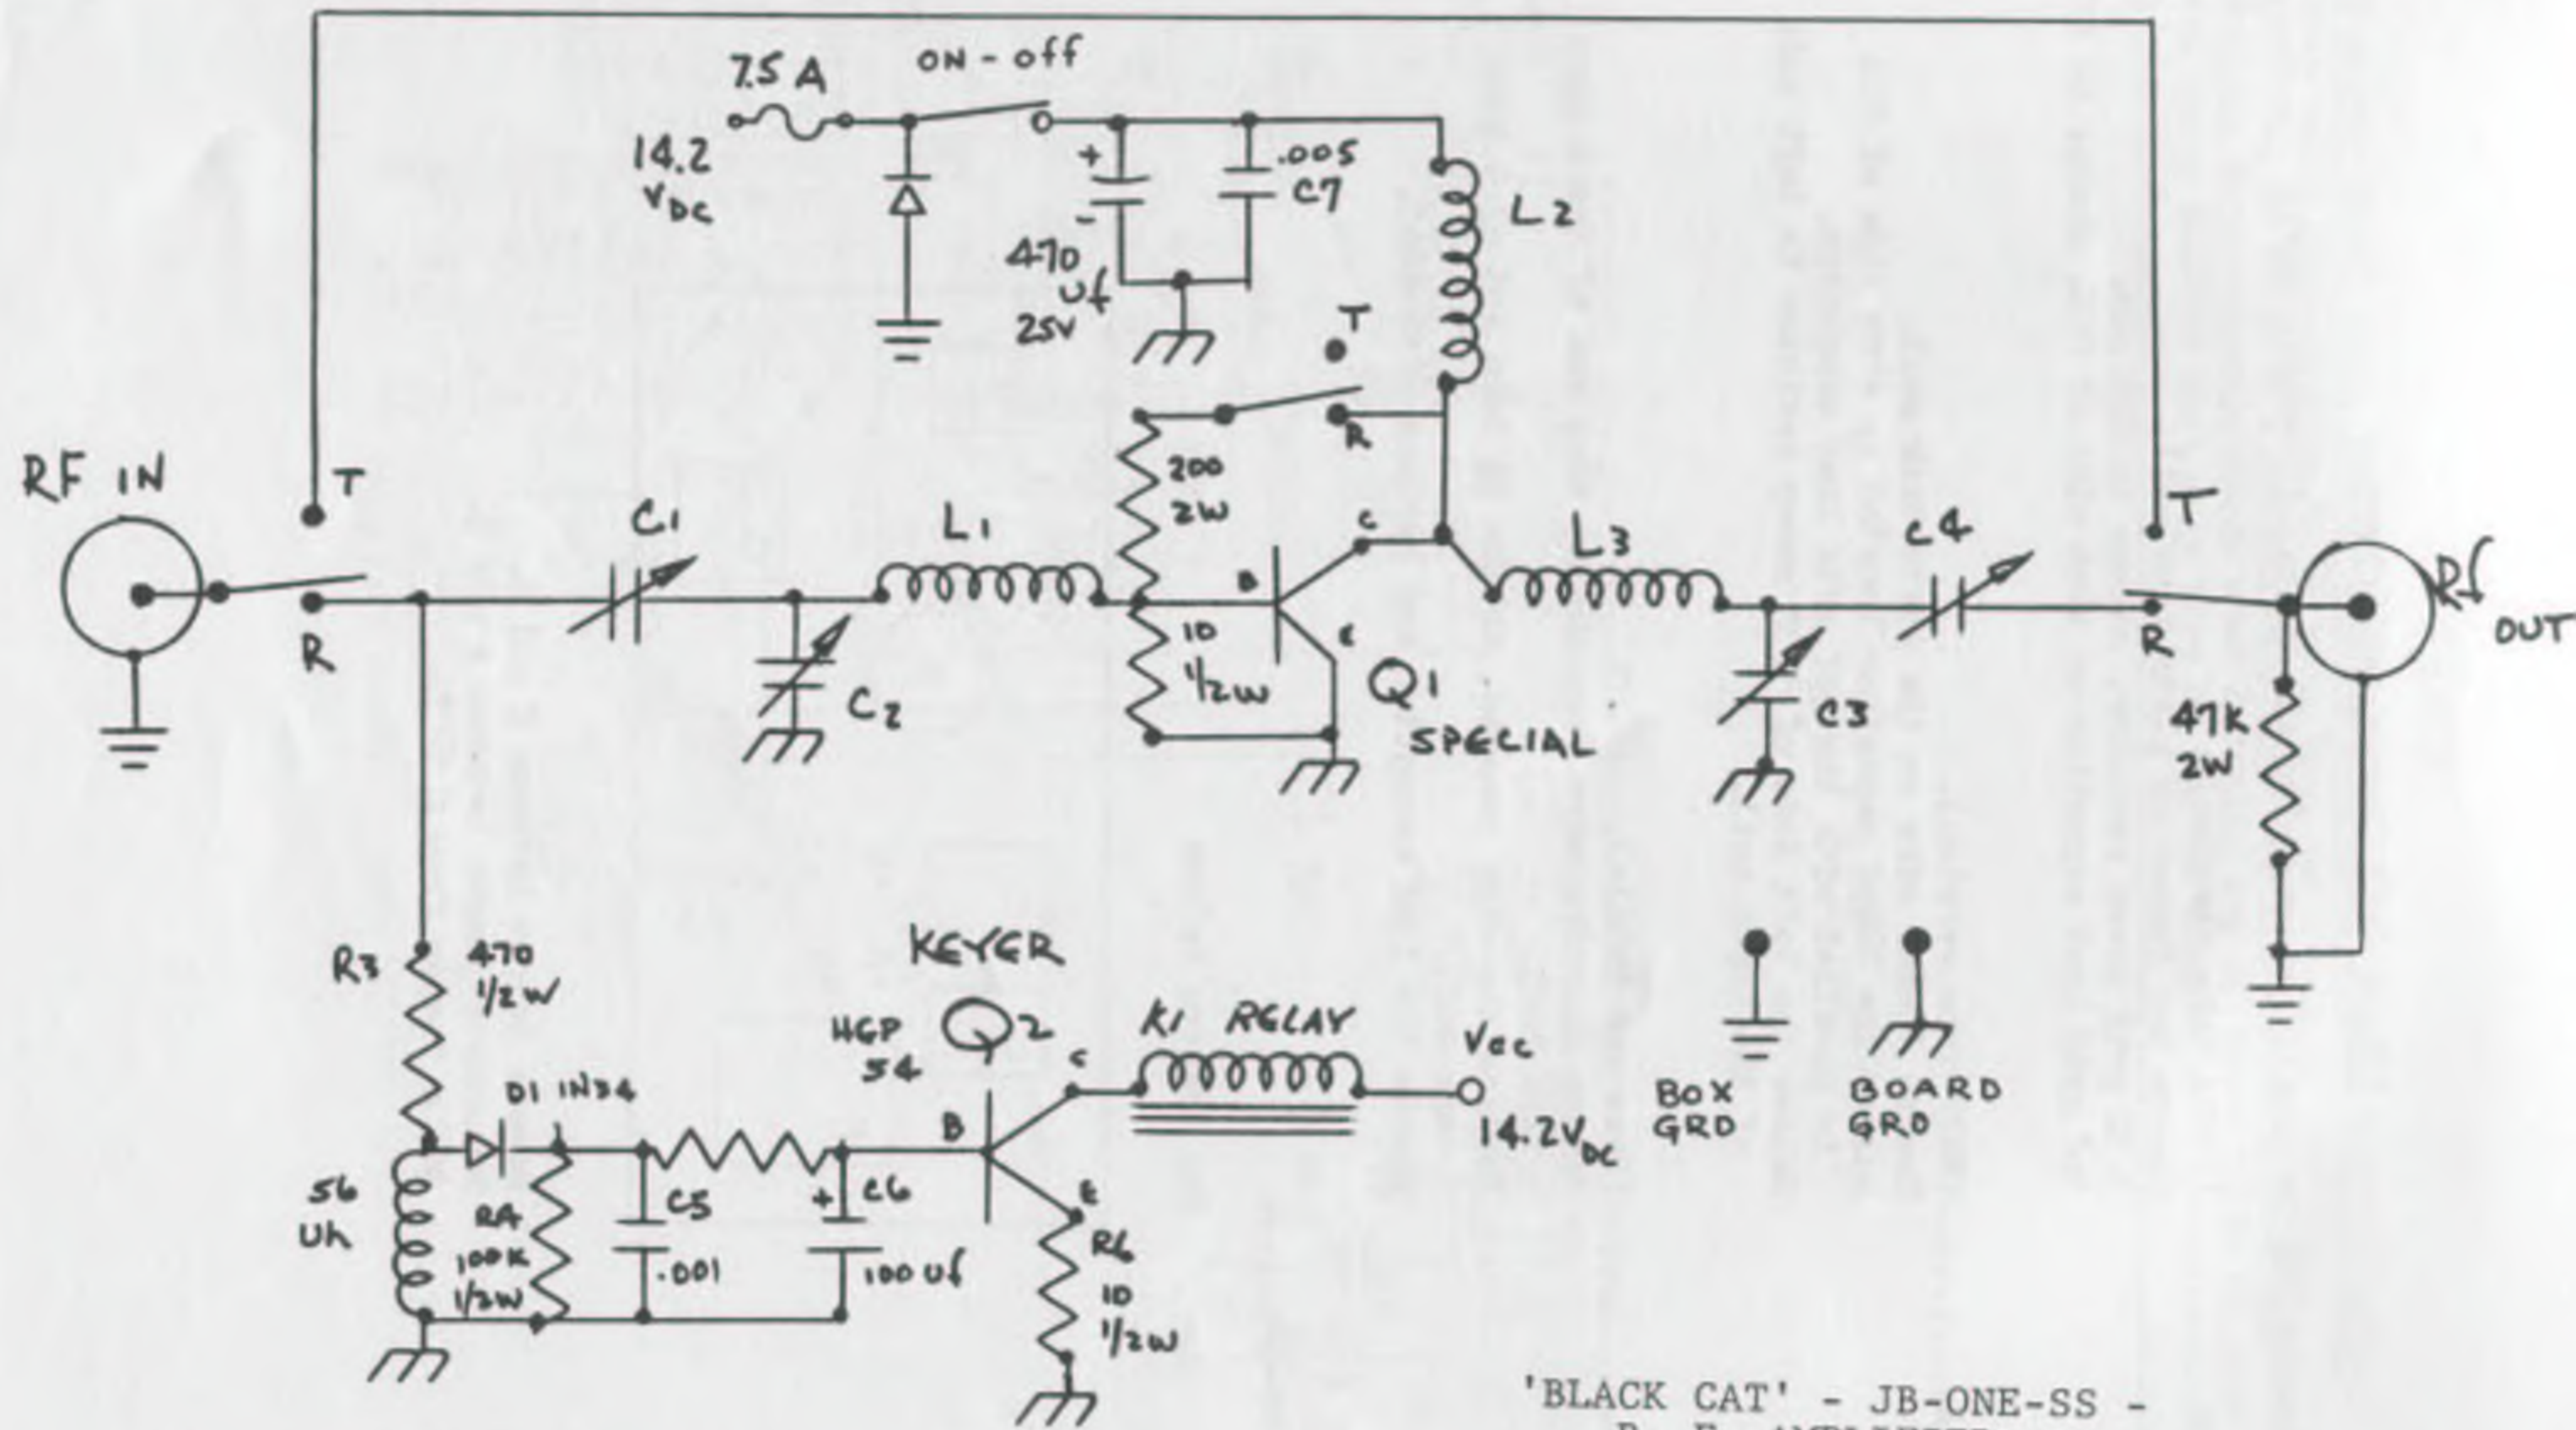 7.5 A
ON - Off
14.2
VDC
+
-
470
uf
25V
.005
C7
L2
T
R
RF IN
T
R
C1
C2
L1
200
2W
10
1/2W
B
C
E
Q1
SPECIAL
L3
C4
C3
T
R
Rf
OUT
47K
2W
R3
470
1/2W
KEYER
HGP
54
Q2
K1 RELAY
Vcc
14.2VDC
BOX
GRD
BOARD
GRD
D1 1N34
56
Uh
R4
100K
1/2W
C5
.001
+
C6
100 uf
B
C
E
R6
10
1/2W
'BLACK CAT' - JB-ONE-SS -